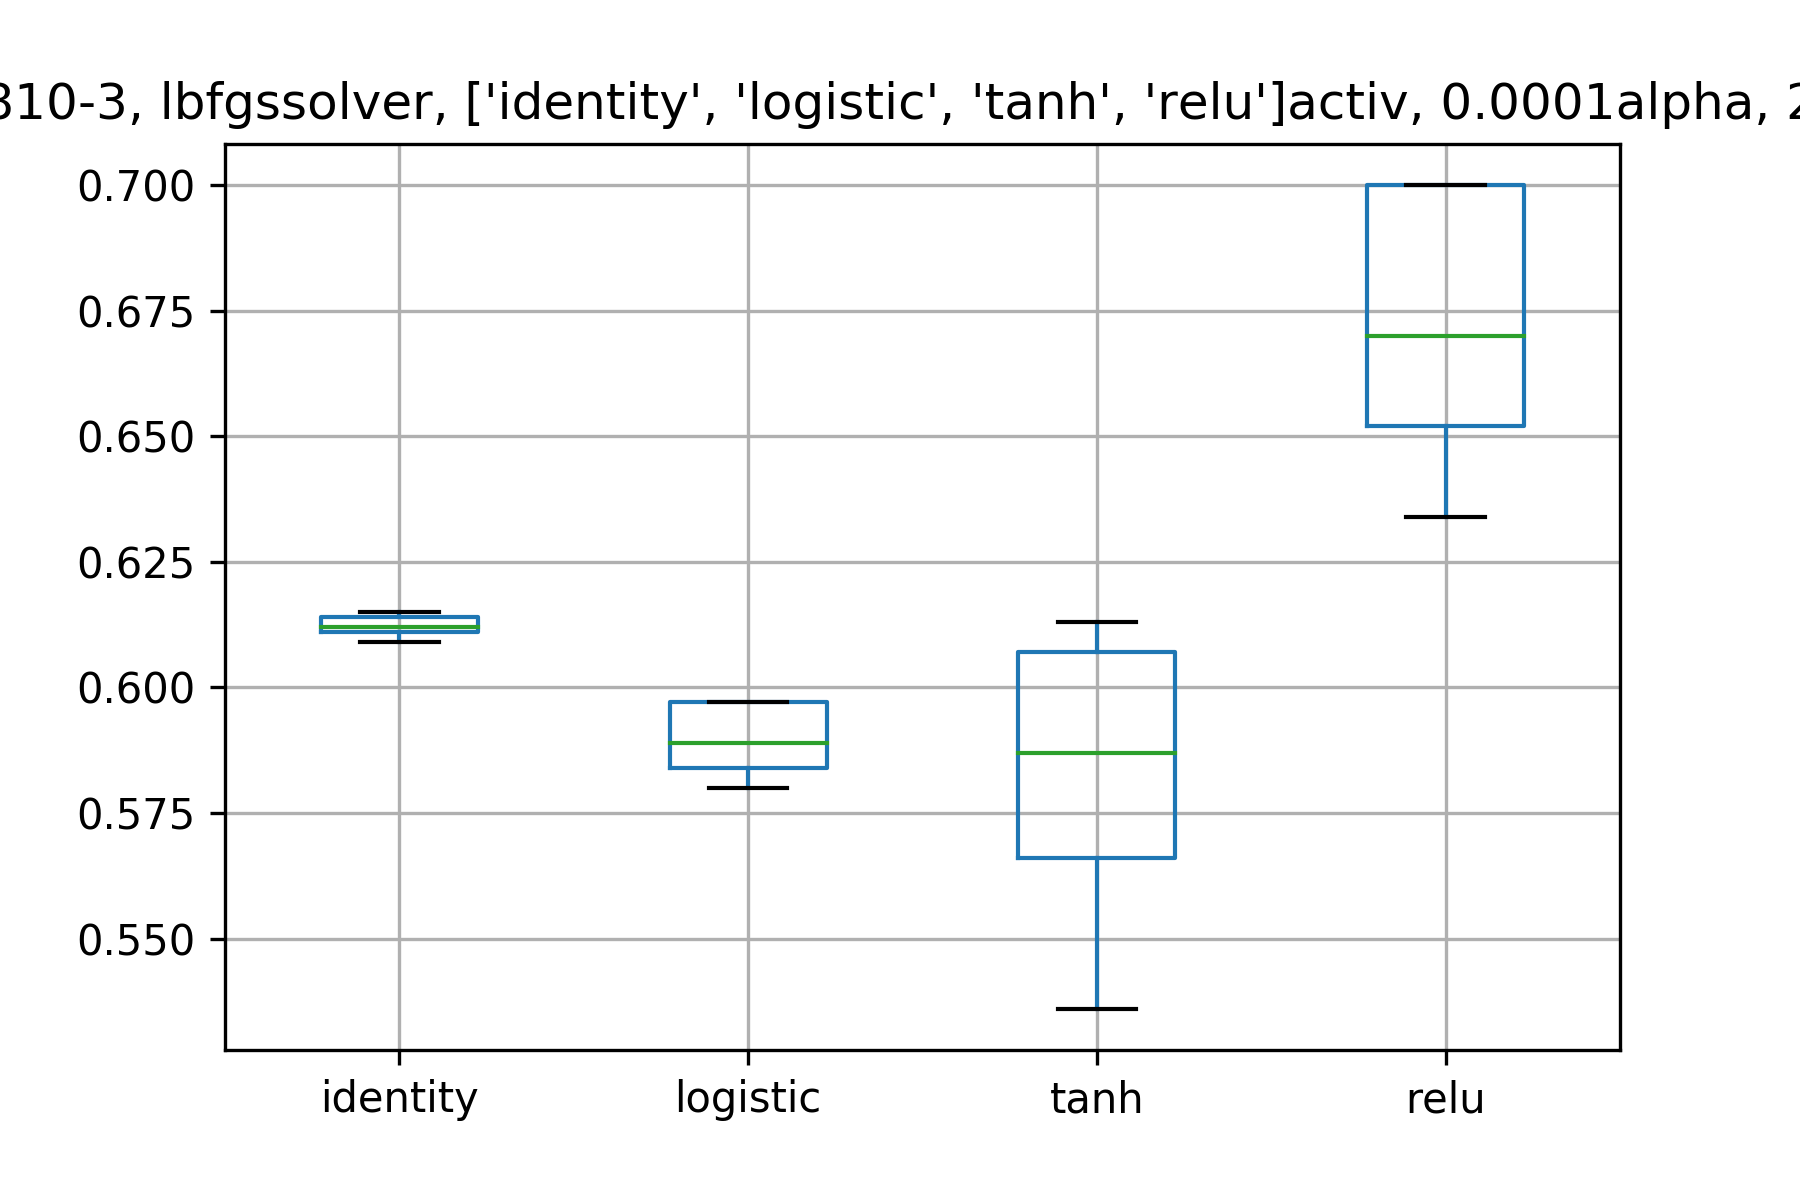 310-3, lbfgssolver, ['identity', 'logistic', 'tanh', 'relu']activ, 0.0001alpha, 2
0.700
0.675
0.650
0.625
0.600
0.575
0.550
identity
logistic
tanh
relu